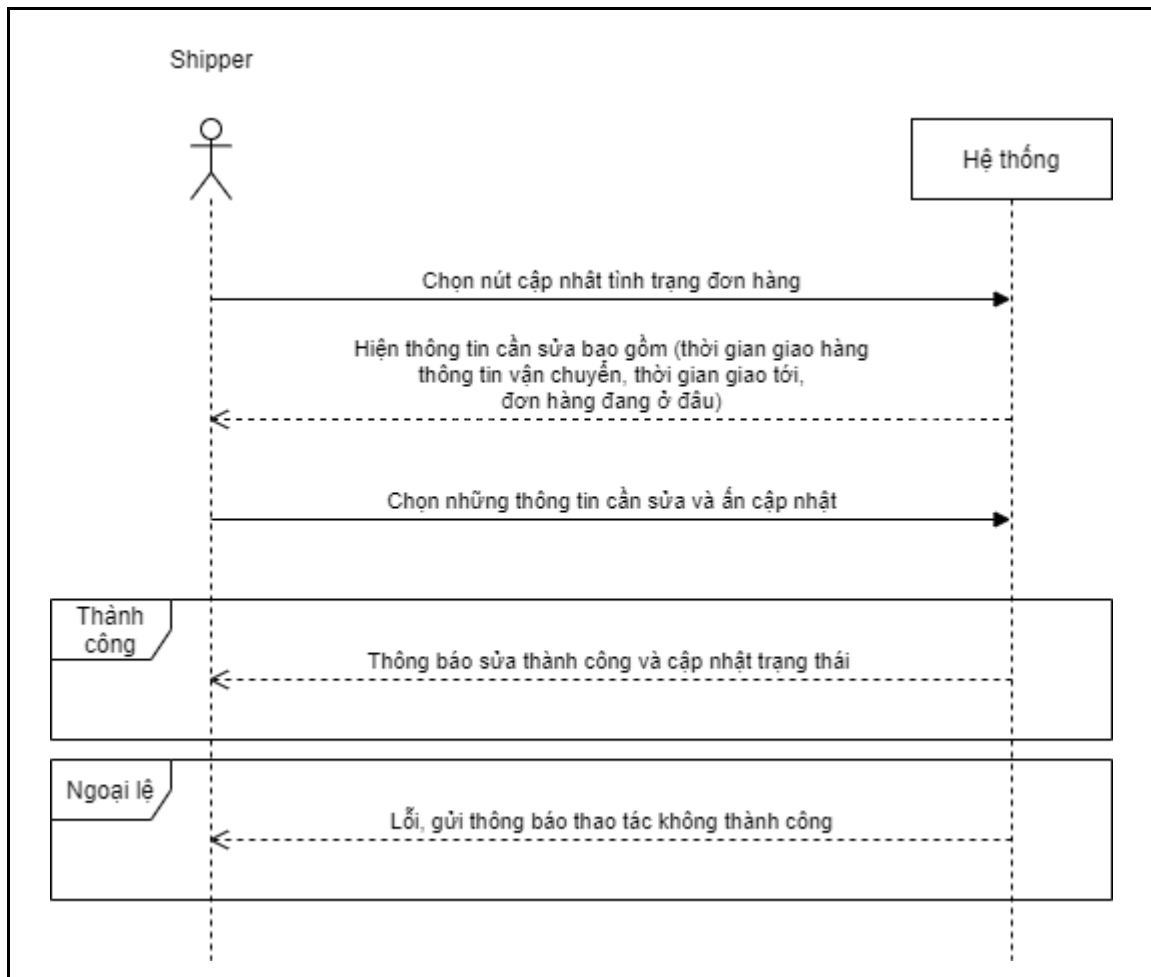 Shipper
Hệ thống
Chọn nút cập nhât tình trạng đơn hàng
Hiện thông tin cần sửa bao gồm (thời gian giao hàng
thông tin vận chuyển, thời gian giao tới,
đơn hàng đang ở đâu)
Chọn những thông tin cần sửa và ấn cập nhật
Thành
công
Thông báo sửa thành công và cập nhật trạng thái
Ngoại lệ
Lỗi, gửi thông báo thao tác không thành công